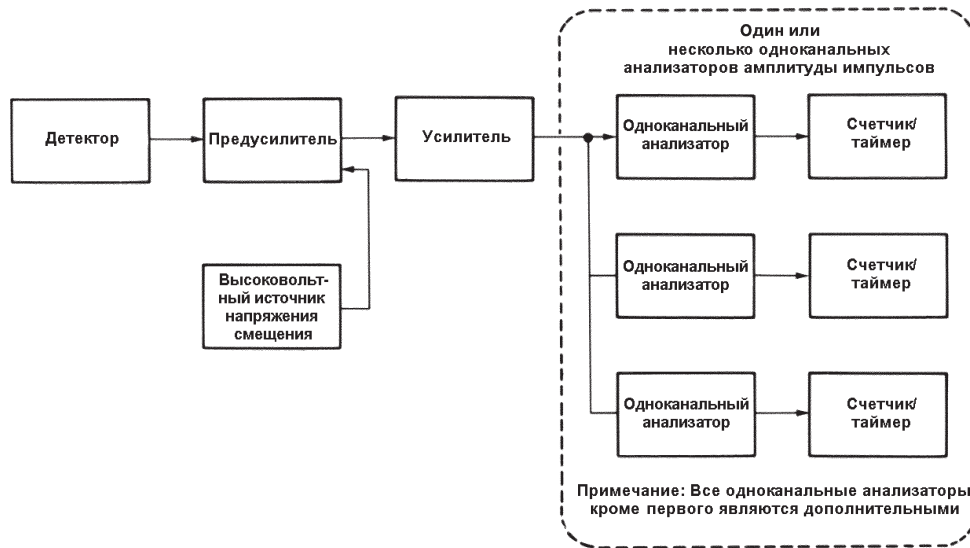 Один или
несколько одноканальных
анализаторов амплитуды импульсов
Детектор
Предусилитель
Усилитель
Одноканальный
анализатор
Счетчик/
таймер
Высоковольт-
ный источник
напряжения
смещения
Одноканальный
анализатор
Счетчик/
таймер
Одноканальный
анализатор
Счетчик/
таймер
Примечание: Все одноканальные анализаторы
кроме первого являются дополнительными